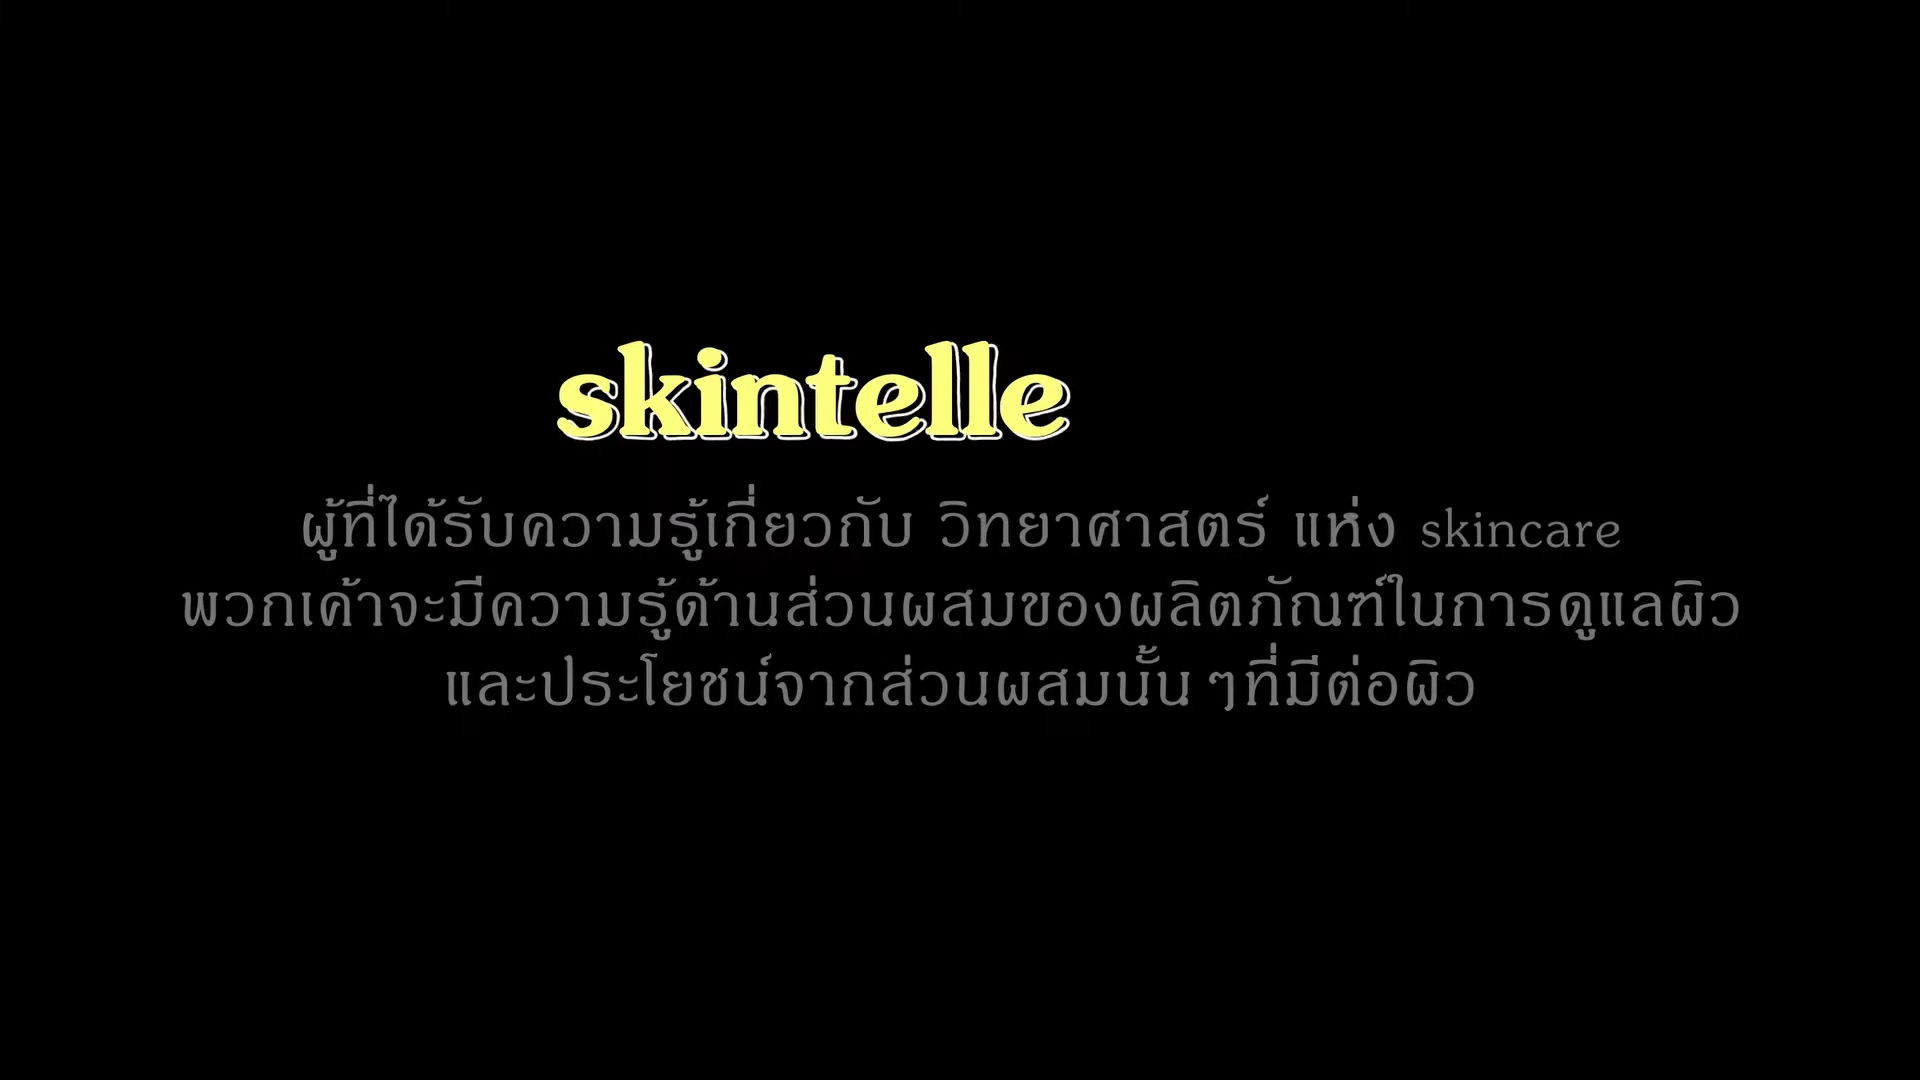 skintelle
ผู้ที่ได้รับความรู้เกี่ยวกับ วิทยาศาสตร์ แห่ง skincare
พวกเค้าจะมีความรู้ด้านส่วนผสมของผลิตภัณฑ์ในการดูแลผิว
และประโยชน์จากส่วนผสมนั้น ๆที่มีต่อผิว